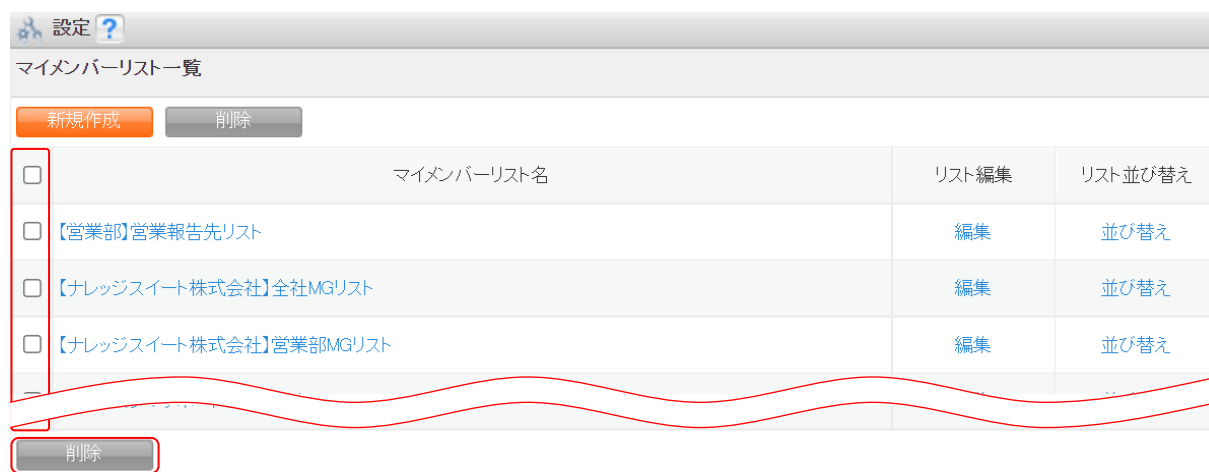 設定 ?
マイメンバーリスト一覧
新規作成 削除
マイメンバーリスト名 リスト編集 リスト並び替え
【営業部】営業報告先リスト 編集 並び替え
【ナレッジスイート株式会社】全社MGリスト 編集 並び替え
【ナレッジスイート株式会社】営業部MGリスト 編集 並び替え
削除